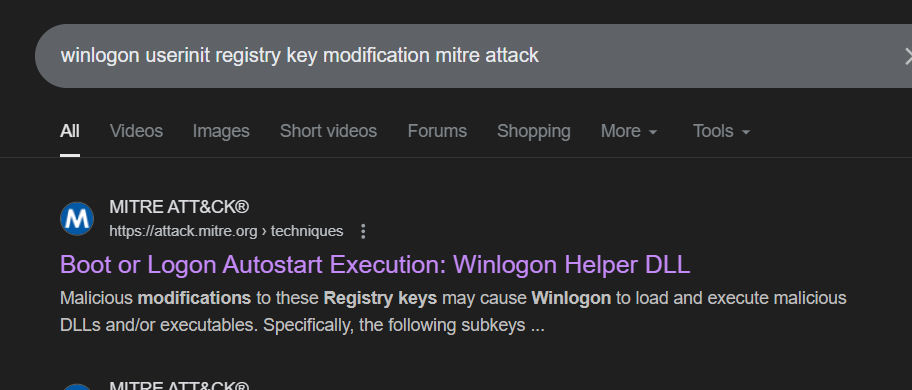 winlogon userinit registry key modification mitre attack
All Videos Images Short videos Forums Shopping More Tools
M
MITRE ATT&CK®
https://attack.mitre.org › techniques
Boot or Logon Autostart Execution: Winlogon Helper DLL
Malicious modifications to these Registry keys may cause Winlogon to load and execute malicious
DLLs and/or executables. Specifically, the following subkeys ...
MITRE ATT&CK®